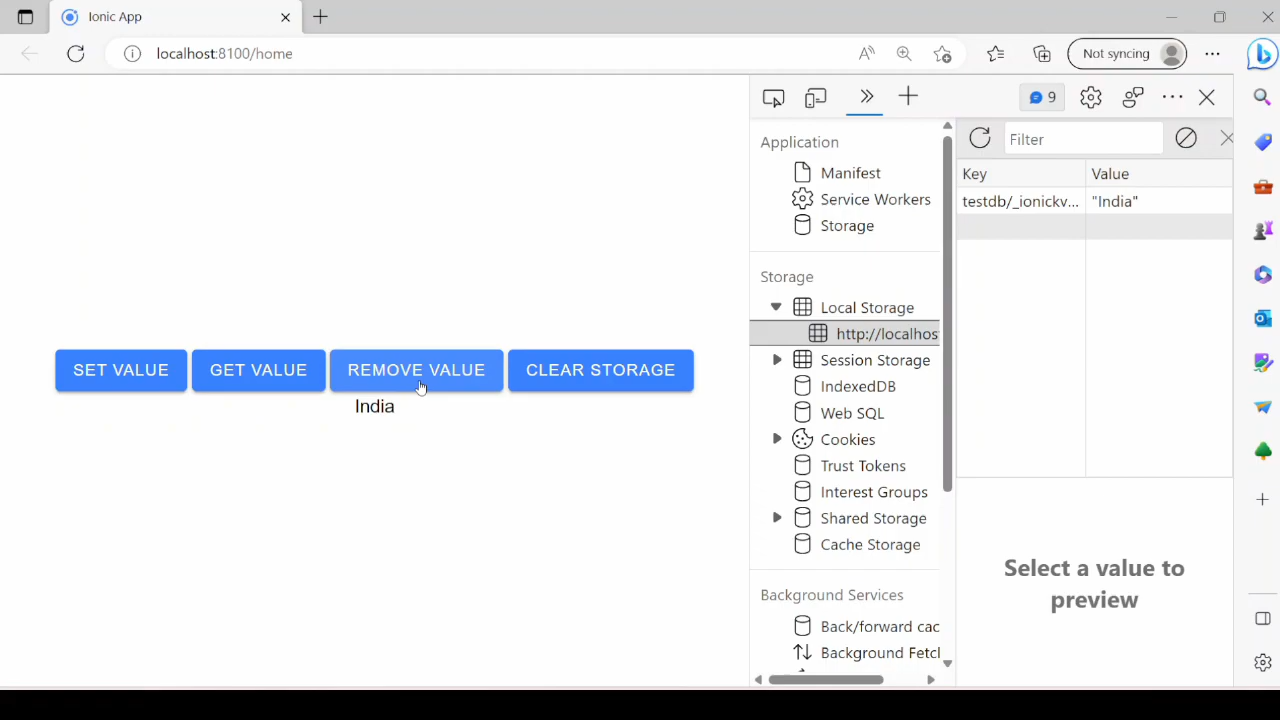 Ionic App
localhost:8100/home
Not syncing
9
Application
Manifest
Service Workers
Storage
Storage
Local Storage
http://localhos
Session Storage
IndexedDB
Web SQL
Cookies
Trust Tokens
Interest Groups
Shared Storage
Cache Storage
Background Services
Back/forward cac
Background Fetcl
Filter
Key Value
testdb/_ionickv... "India"
Select a value to
preview
SET VALUE GET VALUE REMOVE VALUE CLEAR STORAGE
India